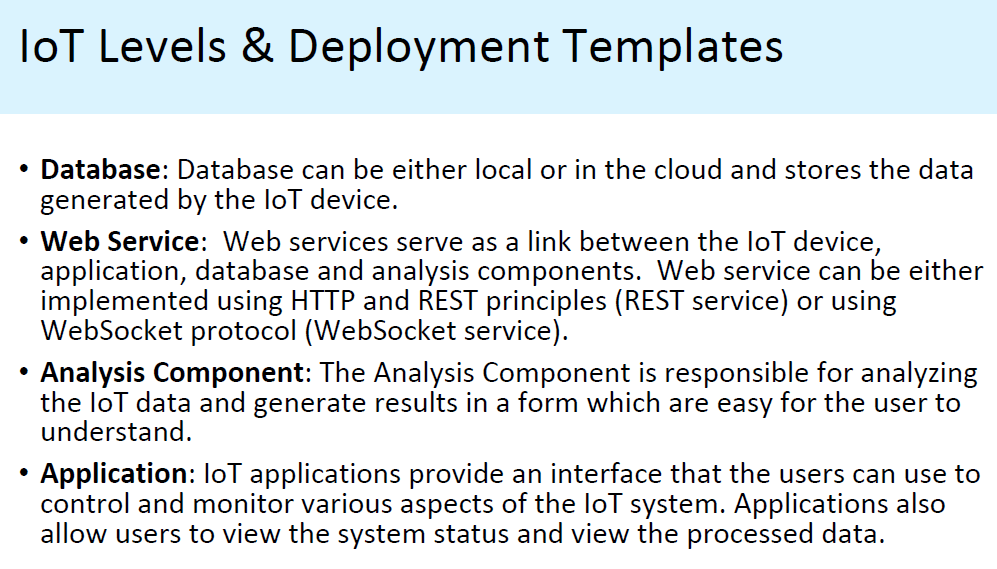 IoT Levels & Deployment Templates
• Database: Database can be either local or in the cloud and stores the data
generated by the IoT device.
• Web Service:  Web services serve as a link between the IoT device,
application, database and analysis components.  Web service can be either
implemented using HTTP and REST principles (REST service) or using
WebSocket protocol (WebSocket service).
• Analysis Component: The Analysis Component is responsible for analyzing
the IoT data and generate results in a form which are easy for the user to
understand.
• Application: IoT applications provide an interface that the users can use to
control and monitor various aspects of the IoT system. Applications also
allow users to view the system status and view the processed data.